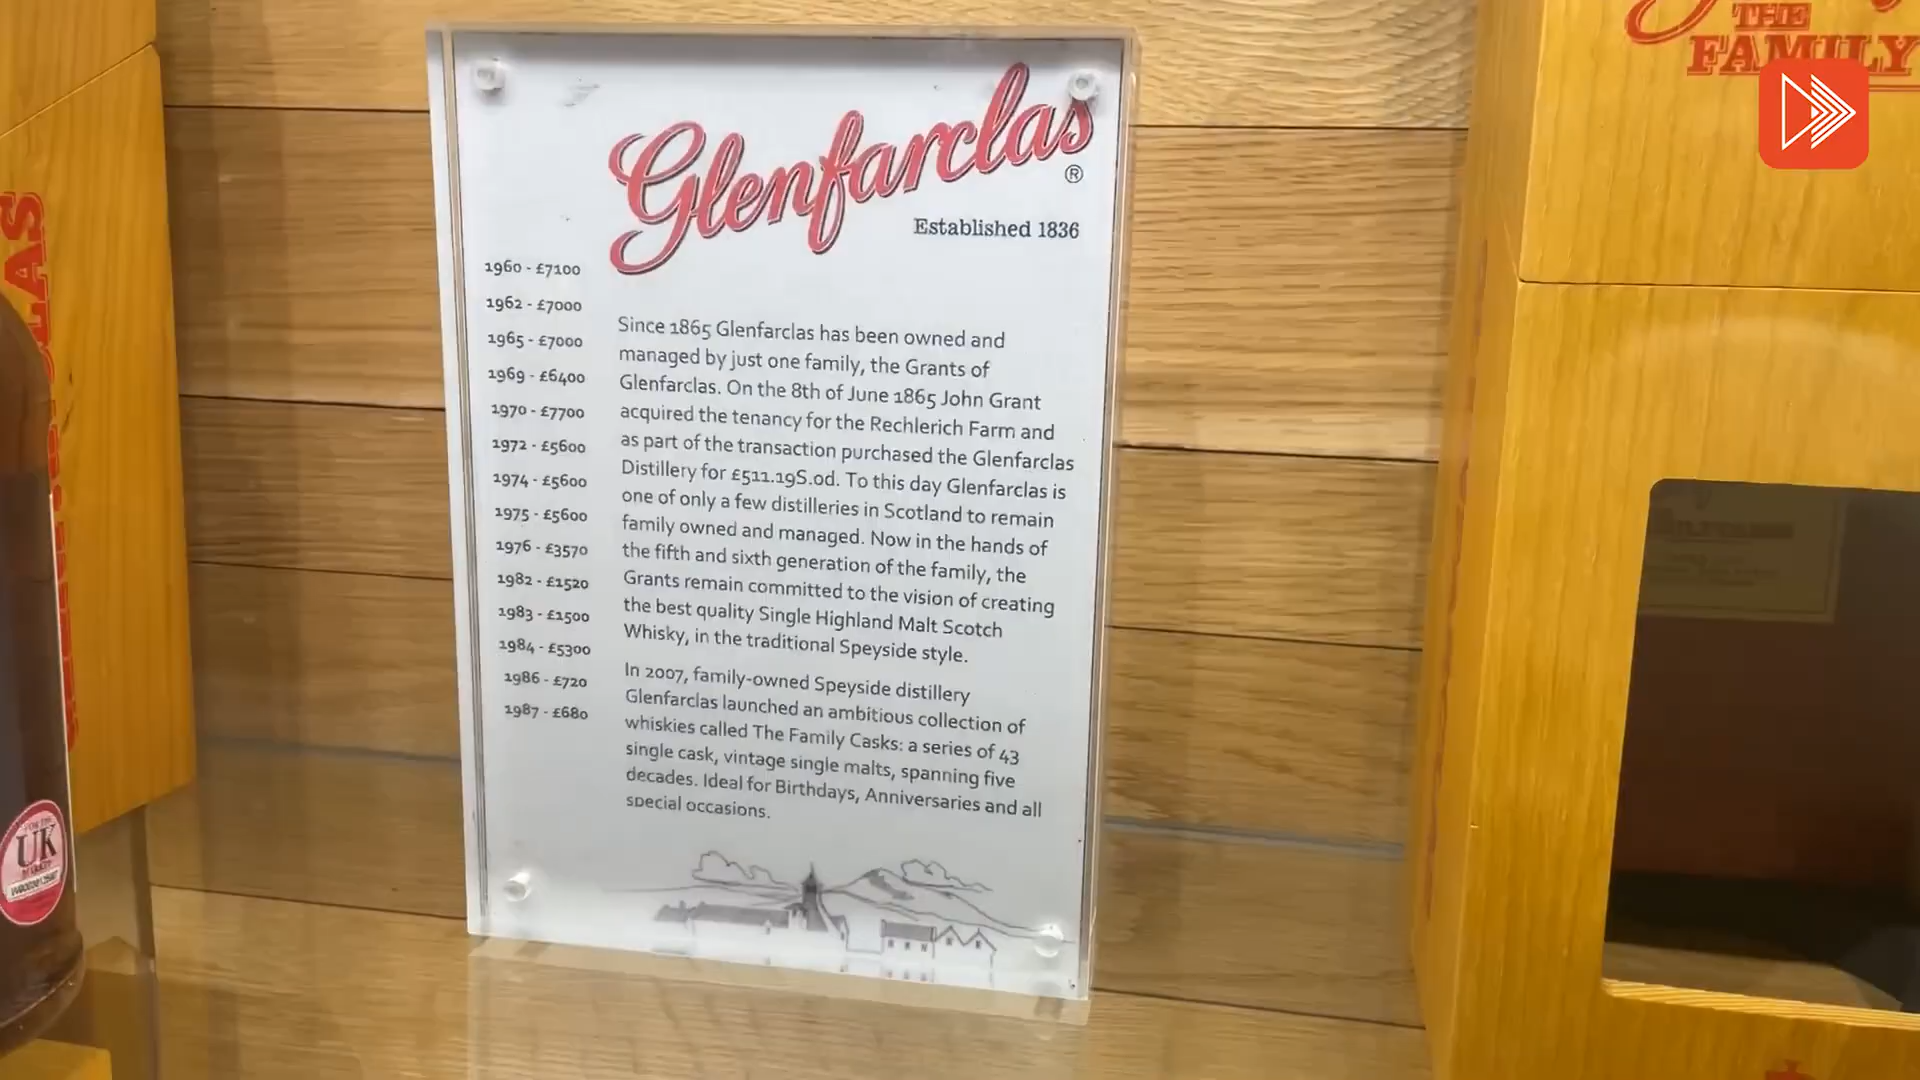 Glenfarclas
®
Established 1836
1960 - £7100
1962 - £7000
1965 - £7000
1969 - £6400
1970 - £7700
1972 - £5600
1974 - £5600
1975 - £5600
1976 - £3570
1982 - £1520
1983 - £1500
1984 - £5300
1986 - £720
1987 - £680
Since 1865 Glenfarclas has been owned and
managed by just one family, the Grants of
Glenfarclas. On the 8th of June 1865 John Grant
acquired the tenancy for the Rechlerich Farm and
as part of the transaction purchased the Glenfarclas
Distillery for £511.19S.0d. To this day Glenfarclas is
one of only a few distilleries in Scotland to remain
family owned and managed. Now in the hands of
the fifth and sixth generation of the family, the
Grants remain committed to the vision of creating
the best quality Single Highland Malt Scotch
Whisky, in the traditional Speyside style.
In 2007, family-owned Speyside distillery
Glenfarclas launched an ambitious collection of
whiskies called The Family Casks: a series of 43
single cask, vintage single malts, spanning five
decades. Ideal for Birthdays, Anniversaries and all
special occasions.
THE
FAMILY
UK